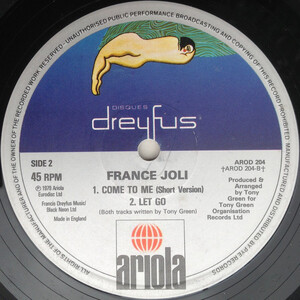 UNAUTHORISED PUBLIC PERFORMANCE BROADCASTING AND COPYING OF THIS RECORD
ALL RIGHTS OF THE MANUFACTURER AND OF THE OWNER OF THE RECORDED WORK RESERVED
DISQUES
dreyfus
SIDE 2
45 RPM
AROD 204
†AROD 204-B†
FRANCE JOLI
1. COME TO ME (Short Version)
2. LET GO
(Both tracks written by Tony Green)
℗ 1979 Ariola
Eurodisc Ltd
Francis Dreyfus Music/
Black Neon Ltd
Made in England
Produced &
Arranged
by Tony
Green for Tony
Green
Organisation
Records Ltd
ariola